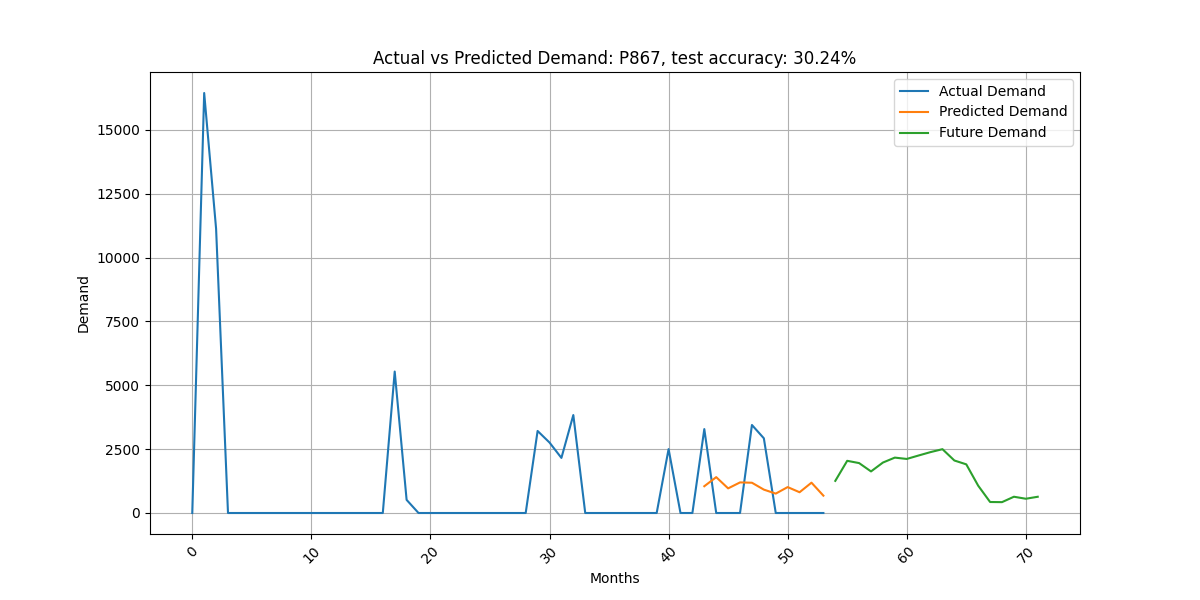 Actual vs Predicted Demand: P867, test accuracy: 30.24%
Actual Demand
Predicted Demand
Future Demand
15000
12500
10000
7500
5000
2500
0
Demand
0 10 20 30 40 50 60 70
Months